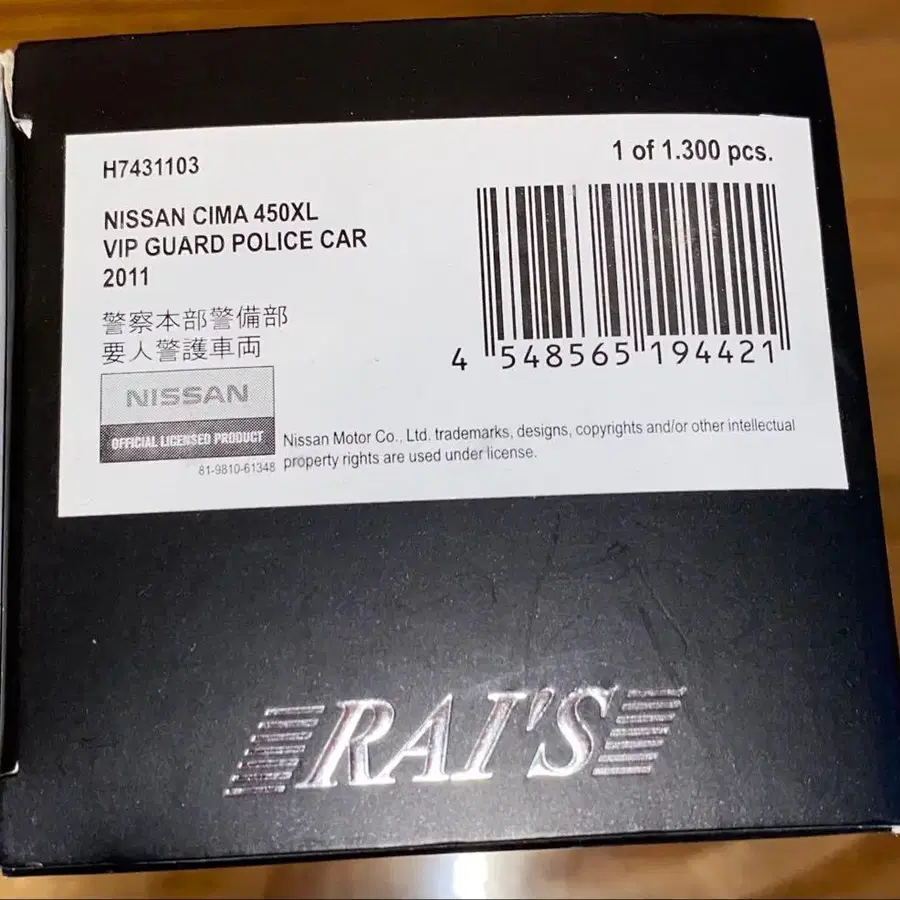 H7431103
1 of 1.300 pcs.
NISSAN CIMA 450XL
VIP GUARD POLICE CAR
2011
警察本部警備部
要人警護車両
4 548565 194421
NISSAN
OFFICIAL LICENSED PRODUCT
81-9810-61348
Nissan Motor Co., Ltd. trademarks, designs, copyrights and/or other intellectual
property rights are used under license.
RAI'S